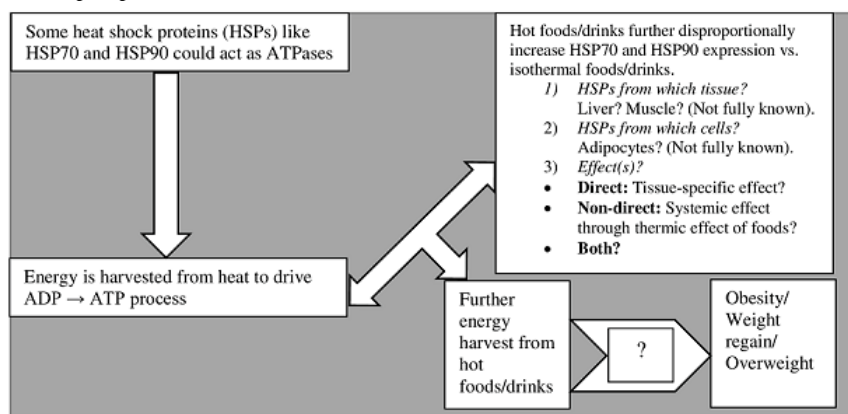 Some heat shock proteins (HSPs) like
HSP70 and HSP90 could act as ATPases
Hot foods/drinks further disproportionally
increase HSP70 and HSP90 expression vs.
isothermal foods/drinks.
1) HSPs from which tissue?
Liver? Muscle? (Not fully known).
2) HSPs from which cells?
Adipocytes? (Not fully known).
3) Effect(s)?
• Direct: Tissue-specific effect?
• Non-direct: Systemic effect
through thermic effect of foods?
• Both?
Energy is harvested from heat to drive
ADP → ATP process
Further
energy
harvest from
hot
foods/drinks
?
Obesity/
Weight
regain/
Overweight